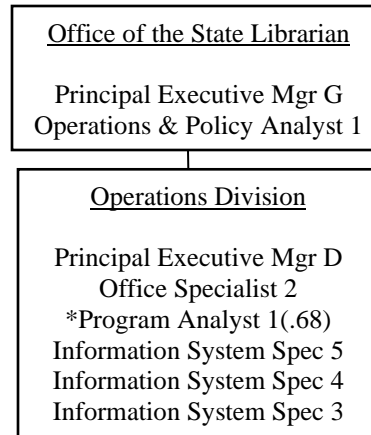 Office of the State Librarian
Principal Executive Mgr G
Operations & Policy Analyst 1
Operations Division
Principal Executive Mgr D
Office Specialist 2
*Program Analyst 1(.68)
Information System Spec 5
Information System Spec 4
Information System Spec 3